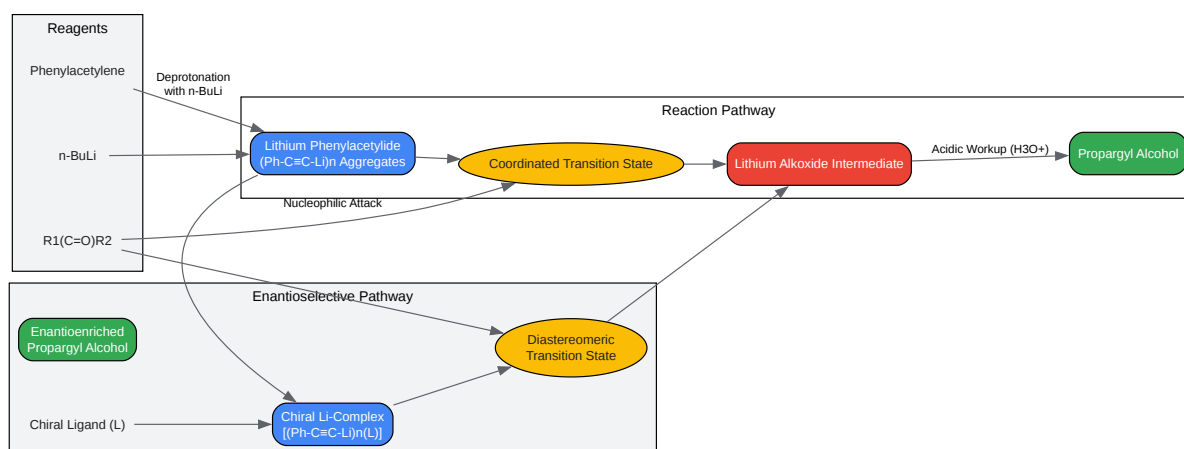 Reagents
Phenylacetylene
n-BuLi
R1(C=O)R2
Deprotonation
with n-BuLi
Reaction Pathway
Lithium Phenylacetylide
(Ph-C≡C-Li)n Aggregates
Coordinated Transition State
Lithium Alkoxide Intermediate
Acidic Workup (H3O+)
Propargyl Alcohol
Nucleophilic Attack
Enantioselective Pathway
Enantioenriched
Propargyl Alcohol
Diastereomeric
Transition State
Chiral Ligand (L)
Chiral Li-Complex
[(Ph-C≡C-Li)n(L)]